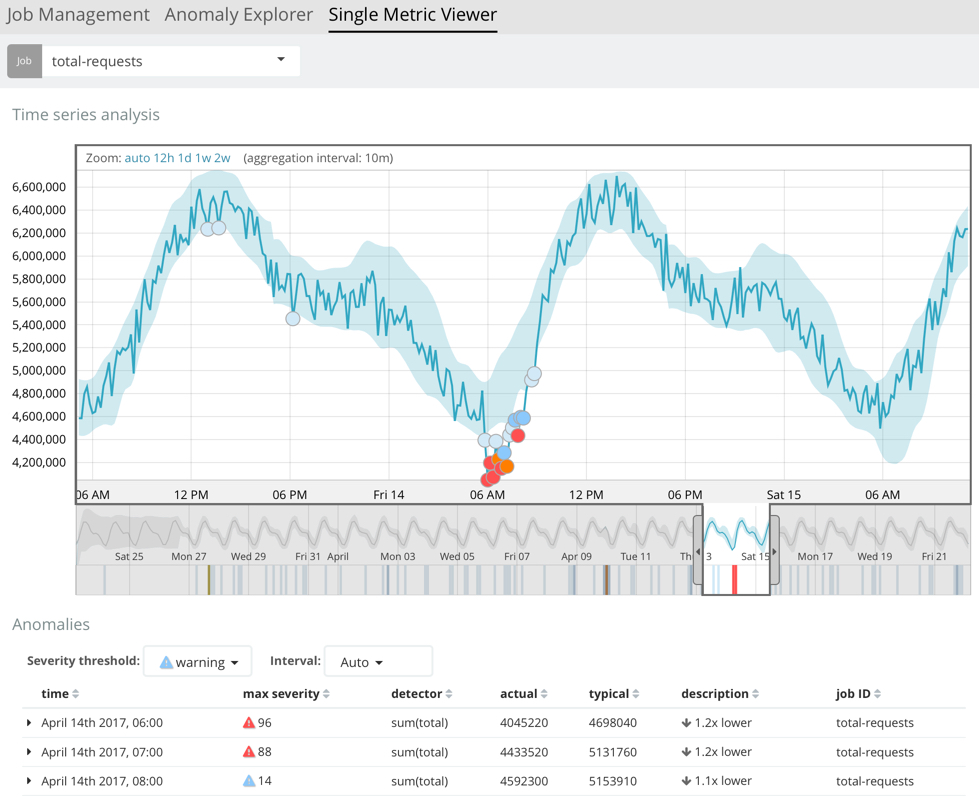 Job Management Anomaly Explorer Single Metric Viewer
Job total-requests
Time series analysis
Zoom: auto 12h 1d 1w 2w (aggregation interval: 10m)
6,600,000
6,400,000
6,200,000
6,000,000
5,800,000
5,600,000
5,400,000
5,200,000
5,000,000
4,800,000
4,600,000
4,400,000
4,200,000
06 AM 12 PM 06 PM Fri 14 06 AM 12 PM 06 PM Sat 15 06 AM
Sat 25 Mon 27 Wed 29 Fri 31 April Mon 03 Wed 05 Fri 07 Apr 09 Tue 11 Th 3 Sat 15 Mon 17 Wed 19 Fri 21
Anomalies
Severity threshold: warning Interval: Auto
time max severity detector actual typical description job ID
April 14th 2017, 06:00 96 sum(total) 4045220 4698040 1.2x lower total-requests
April 14th 2017, 07:00 88 sum(total) 4433520 5131760 1.2x lower total-requests
April 14th 2017, 08:00 14 sum(total) 4592300 5153910 1.1x lower total-requests